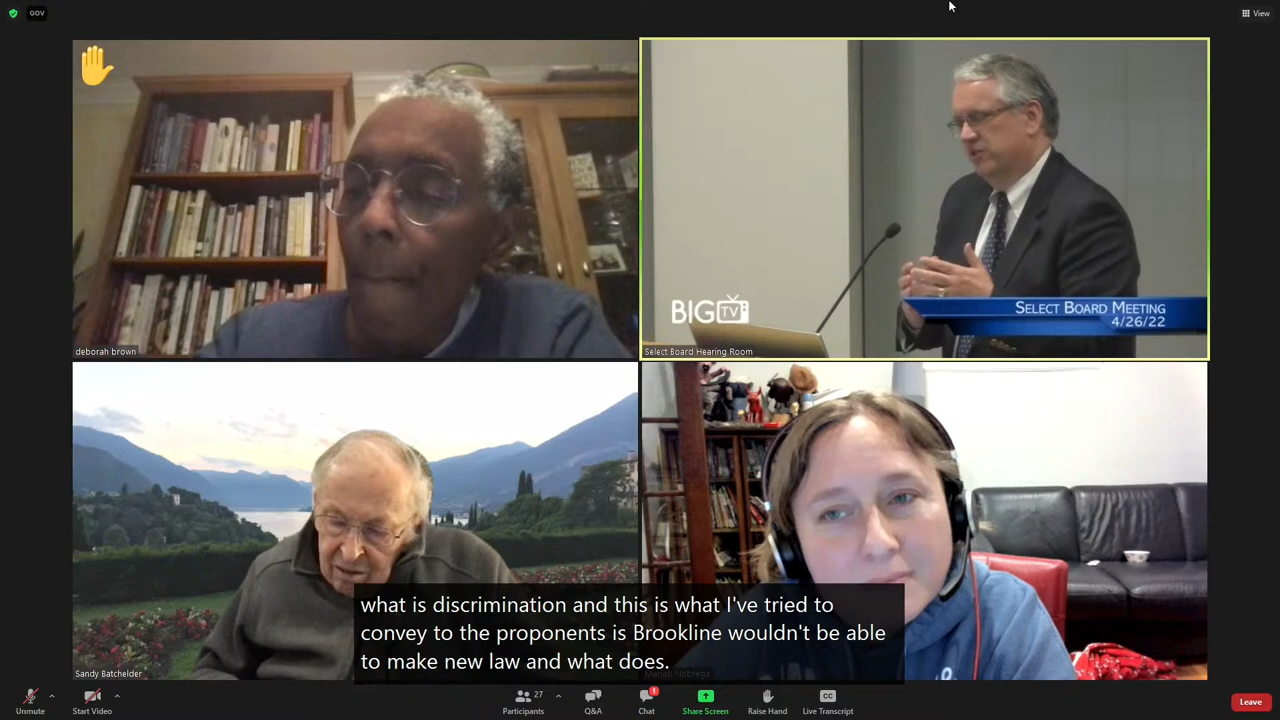 GOV
View
deborah brown
BIG
TV
SELECT BOARD MEETING
4/26/22
Select Board Hearing Room
what is discrimination and this is what I've tried to
convey to the proponents is Brookline wouldn't be able
to make new law and what does.
Sandy Batchelder
Mariah Nobrega
Unmute
Start Video
27
Participants
Q&A
1
Chat
Share Screen
Raise Hand
CC
Live Transcript
Leave